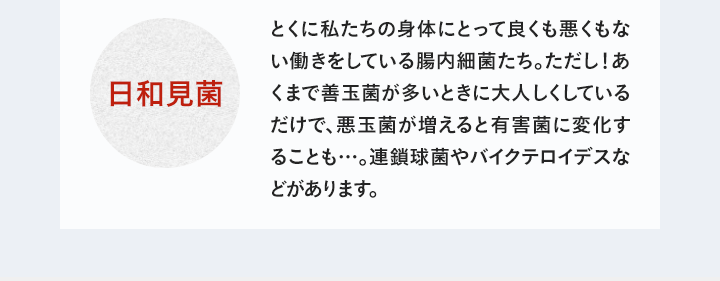 日和見菌
とくに私たちの身体にとって良くも悪くもな
い働きをしている腸内細菌たち。ただし！あ
くまで善玉菌が多いときに大人しくしている
だけで、悪玉菌が増えると有害菌に変化す
ることも…。連鎖球菌やバイクテロイデスな
どがあります。